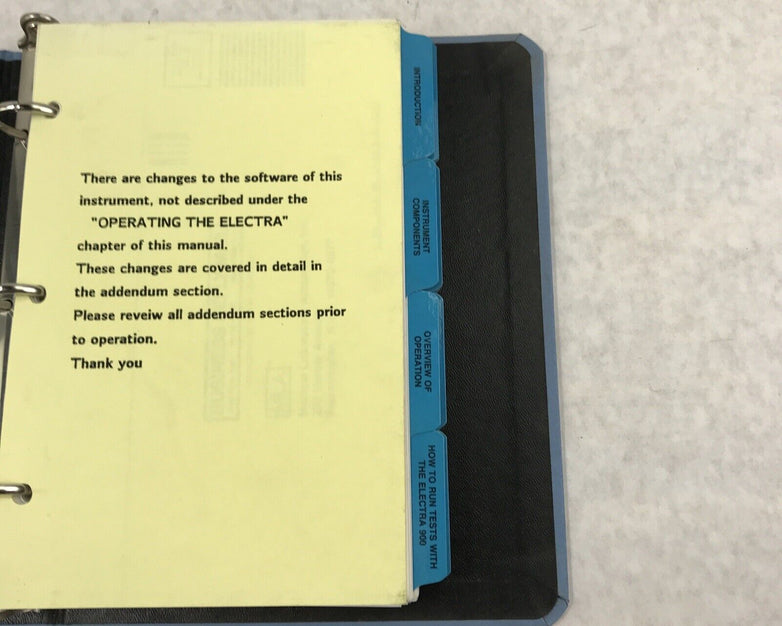 There are changes to the software of this
instrument, not described under the
"OPERATING THE ELECTRA"
chapter of this manual.
These changes are covered in detail in
the addendum section.
Please reveiw all addendum sections prior
to operation.
Thank you
INTRODUCTION
INSTRUMENT
COMPONENTS
OVERVIEW OF
OPERATION
HOW TO RUN TESTS WITH
THE ELECTRA 900